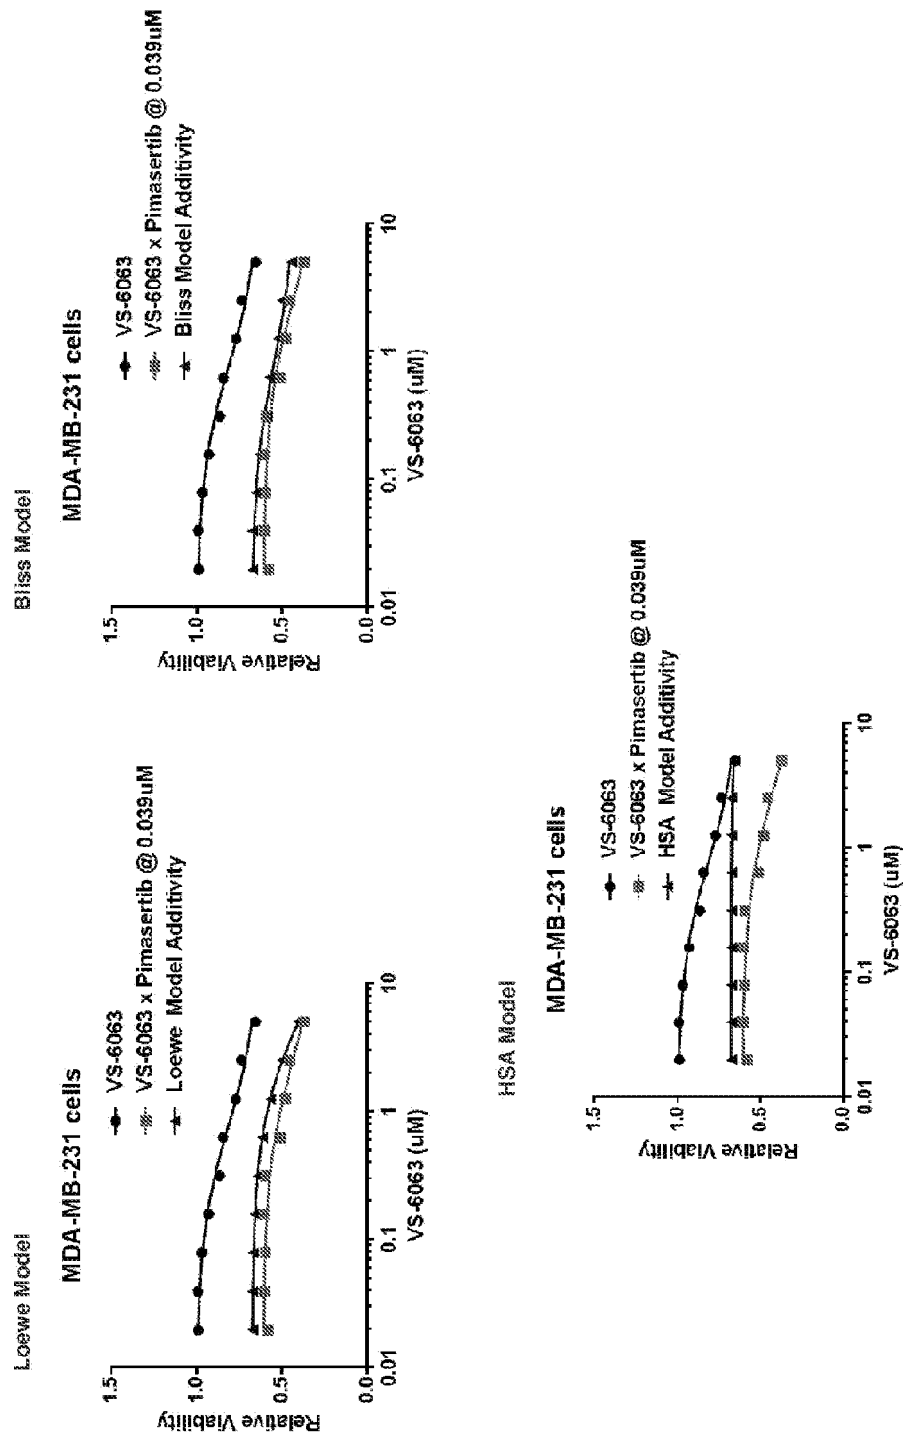 Loewe Model
MDA-MB-231 cells
VS-6063
VS-6063 x Pimasertib @ 0.039uM
Loewe Model Additivity
Relative Viability
1.5
1.0
0.5
0.0
0.01
0.1
1
10
VS-6063 (uM)
Bliss Model
MDA-MB-231 cells
VS-6063
VS-6063 x Pimasertib @ 0.039uM
Bliss Model Additivity
Relative Viability
1.5
1.0
0.5
0.0
0.01
0.1
1
10
VS-6063 (uM)
HSA Model
MDA-MB-231 cells
VS-6063
VS-6063 x Pimasertib @ 0.039uM
HSA Model Additivity
Relative Viability
1.5
1.0
0.5
0.0
0.01
0.1
1
10
VS-6063 (uM)